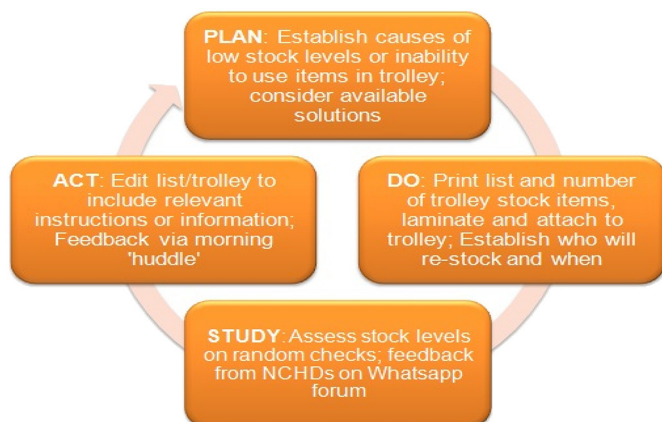 PLAN: Establish causes of
low stock levels or inability
to use items in trolley;
consider available
solutions
DO: Print list and number
of trolley stock items,
laminate and attach to
trolley; Establish who will
re-stock and when
STUDY: Assess stock levels
on random checks; feedback
from NCHDs on Whatsapp
forum
ACT: Edit list/trolley to
include relevant
instructions or information;
Feedback via morning
'huddle'